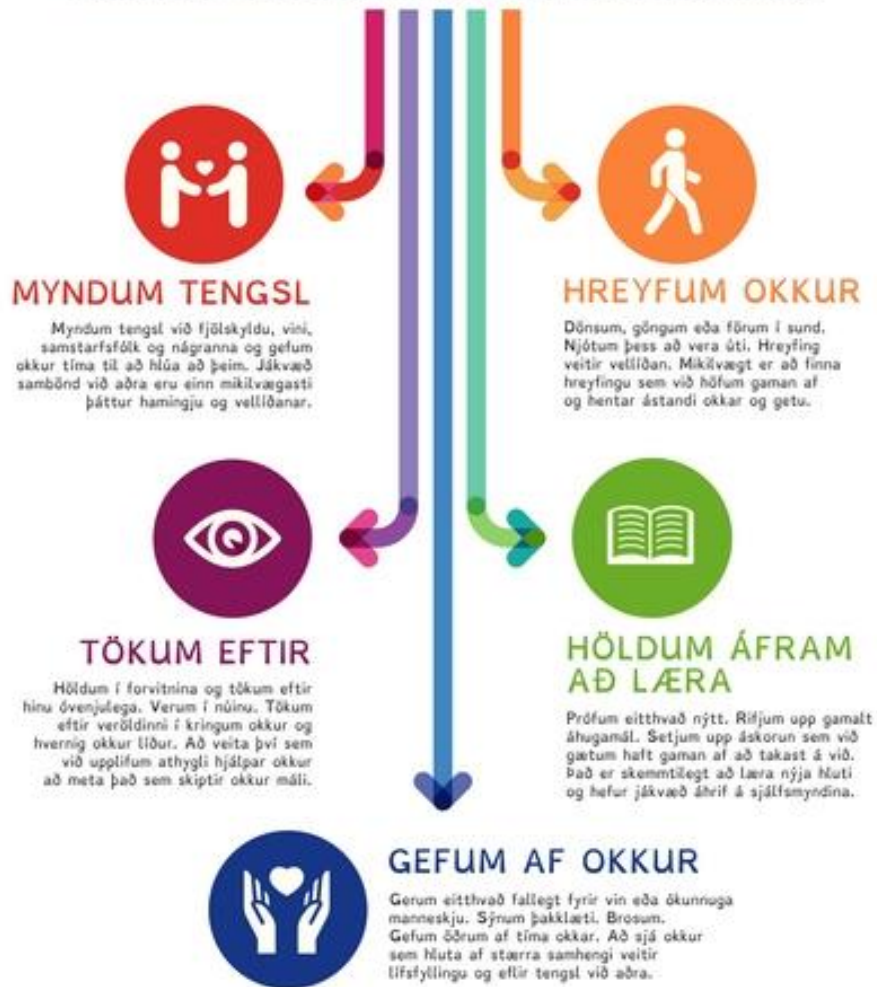 MYNDUM TENGSL
Myndum tengsl við fjölskyldu, vini,
samstarfsfólk og nágranna og gefum
okkur tíma til að hlúa að þeim. Jákvæð
sambönd við aðra eru einn mikilvægasti
þáttur hamingju og vellíðanar.
HREYFUM OKKUR
Dönsum, göngum eða förum í sund.
Njótum þess að vera úti. Hreyfing
veitir vellíðan. Mikilvægt er að finna
hreyfingu sem við höfum gaman af
og hentar ástandi okkar og getu.
TÖKUM EFTIR
Höldum í forvitnina og tökum eftir
hinu óvenjulega. Verum í núinu. Tökum
eftir veröldinni í kringum okkur og
hvernig okkur líður. Að veita því sem
við upplifum athygli hjálpar okkur
að meta það sem skiptir okkur máli.
HÖLDUM ÁFRAM
AÐ LÆRA
Prófum eitthvað nýtt. Rifjum upp gamalt
áhugamál. Setjum upp áskorun sem við
gætum haft gaman af að takast á við.
Það er skemmtilegt að læra nýja hluti
og hefur jákvæð áhrif á sjálfsmyndina.
GEFUM AF OKKUR
Gerum eitthvað fallegt fyrir vin eða ókunnuga
manneskju. Sýnum þakklæti. Brosum.
Gefum öðrum af tíma okkar. Að sjá okkur
sem hluta af stærra samhengi veitir
lífsfyllingu og eflir tengsl við aðra.